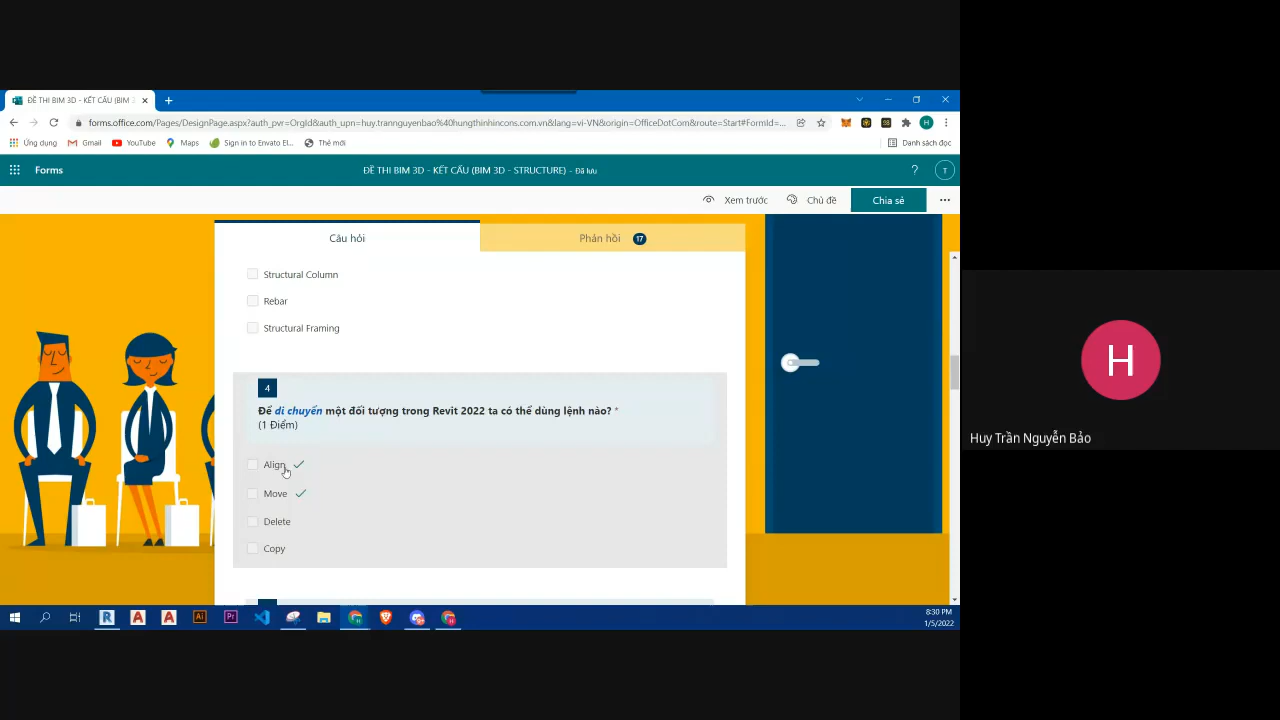 ĐỀ THI BIM 3D - KẾT CẤU (BIM 3
forms.office.com/Pages/DesignPage.aspx?auth_pvr=OrgId&auth_upn=huy.trannguyenbao%40hungthinhincons.com.vn&lang=vi-VN&origin=OfficeDotCom&route=Start#FormId=...
Ứng dụng Gmail YouTube Maps Sign in to Envato El... Thẻ mới Danh sách đọc
Forms ĐỀ THI BIM 3D - KẾT CẤU (BIM 3D - STRUCTURE) - Đã lưu ? T
Xem trước Chủ đề Chia sẻ ...
Câu hỏi Phản hồi 17
Structural Column
Rebar
Structural Framing
4
Để di chuyển một đối tượng trong Revit 2022 ta có thể dùng lệnh nào? *
(1 Điểm)
Align
Move
Delete
Copy
H
Huy Trần Nguyễn Bảo
R A A Ai Pr
8:30 PM
1/5/2022